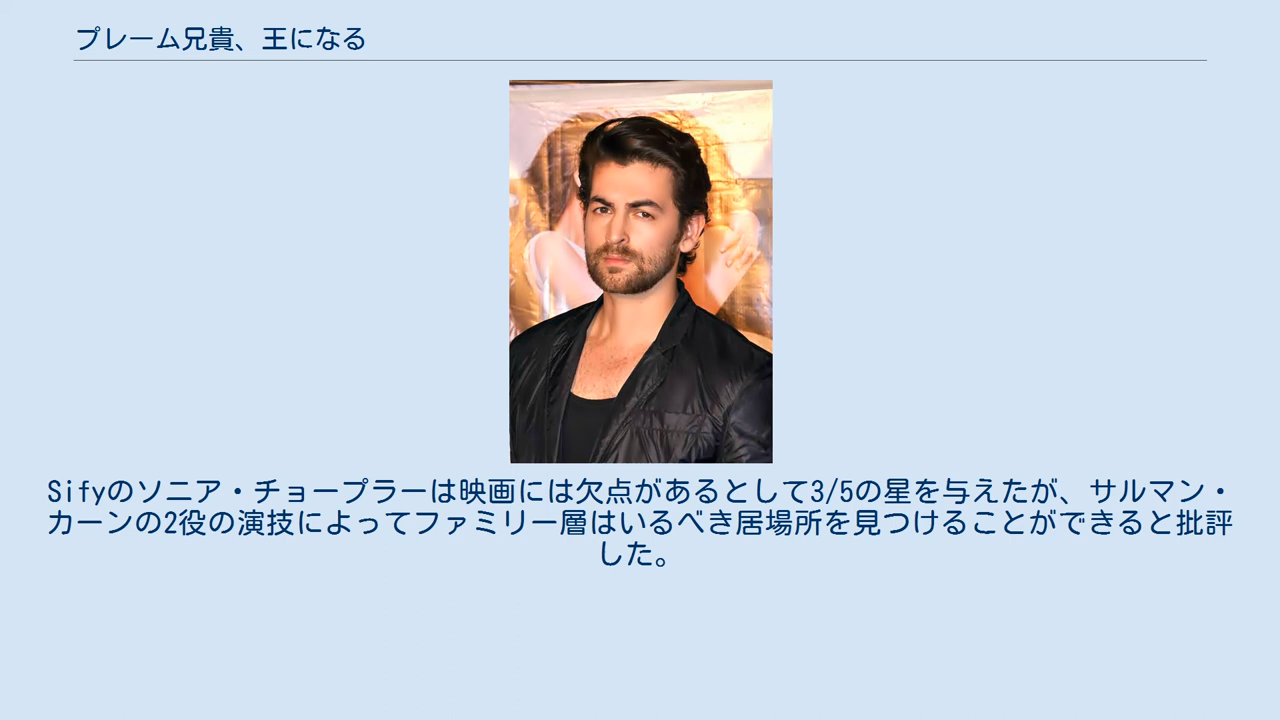 プレーム兄貴、王になる
Sifyのソニア・チョープラーは映画には欠点があるとして3/5の星を与えたが、サルマン・
カーンの2役の演技によってファミリー層はいるべき居場所を見つけることができると批評
した。